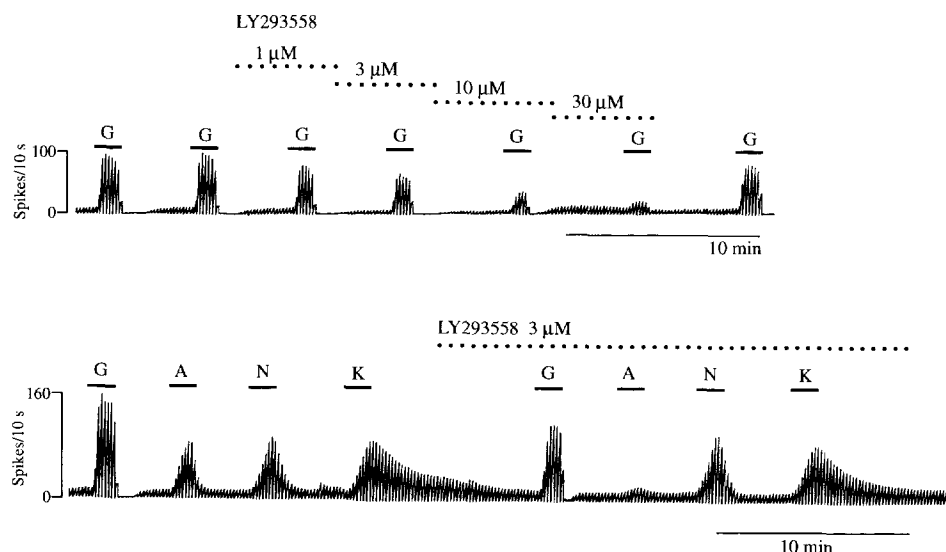 LY293558
1 µM
3 µM
10 µM
30 µM
G G G G G G G
100
Spikes/10 s
0
10 min
LY293558 3 µM
G A N K G A N K
160
Spikes/10 s
0
10 min